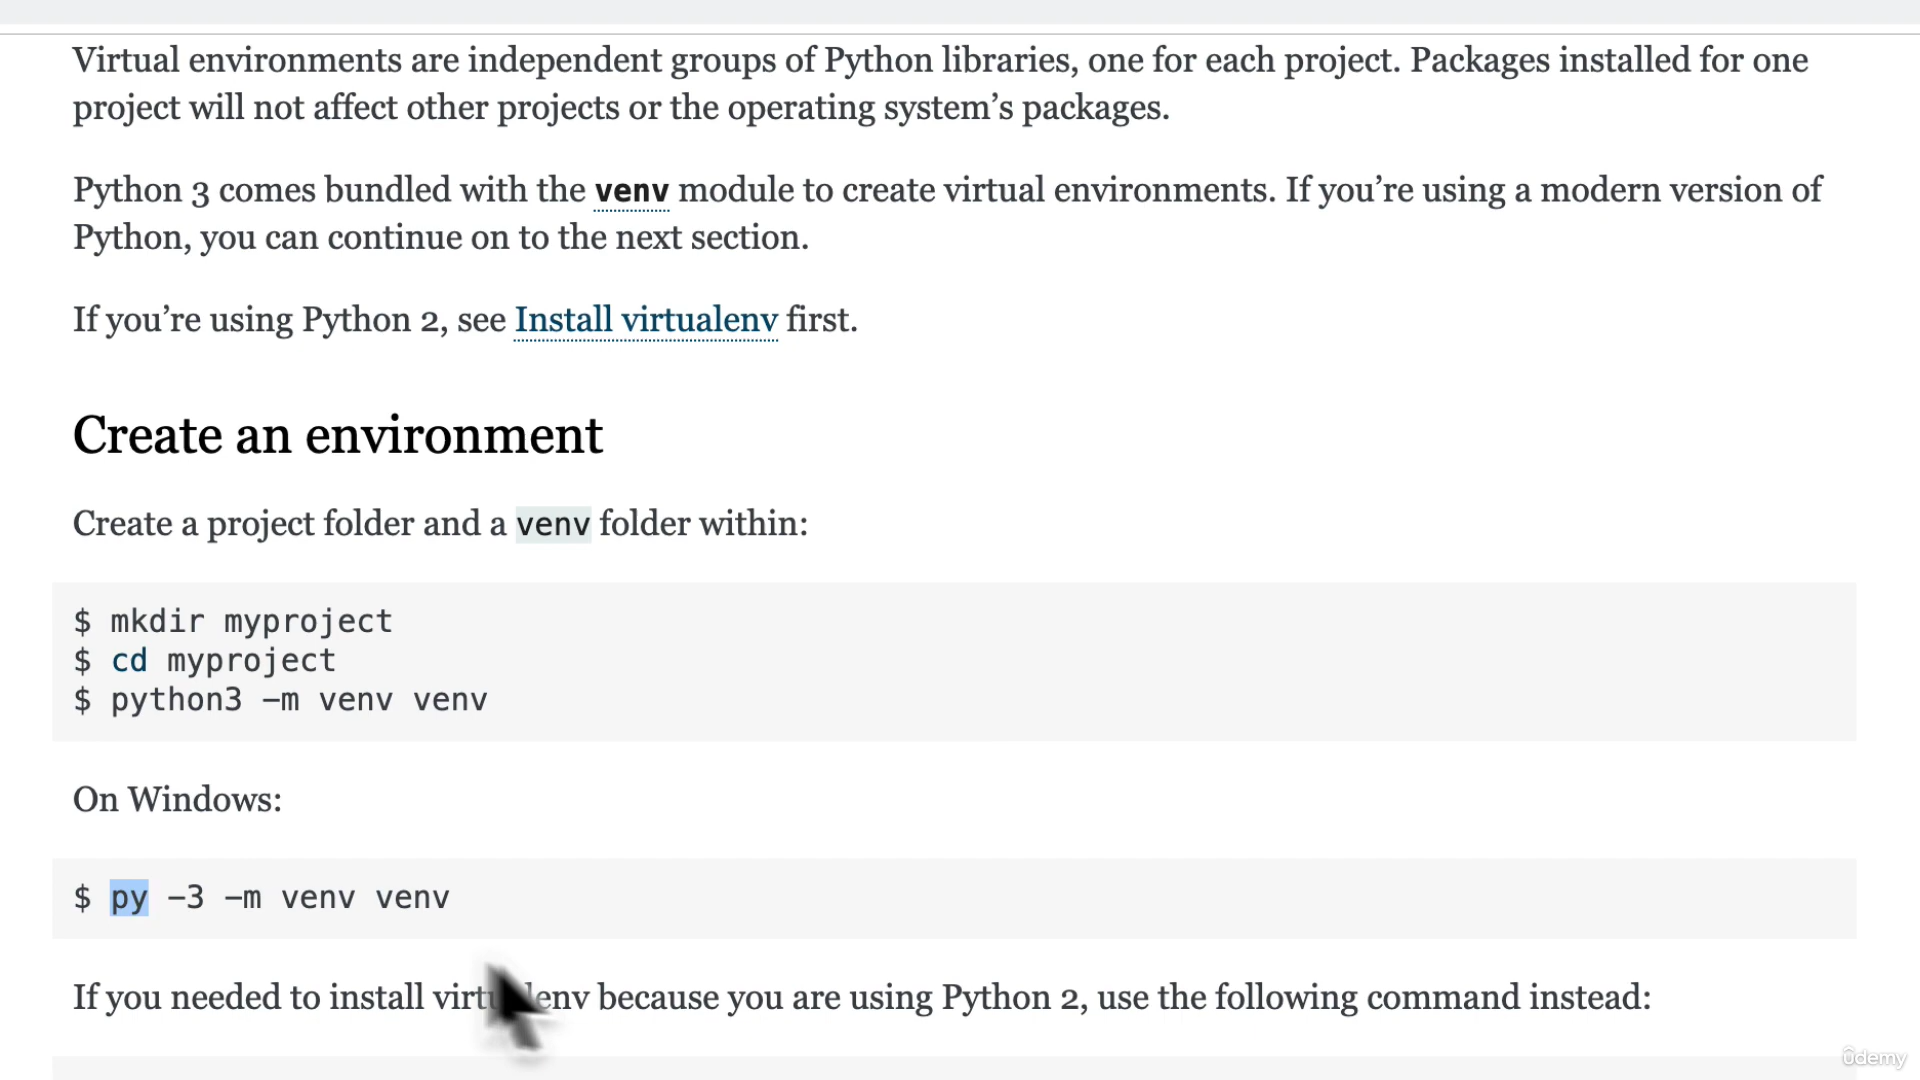 Virtual environments are independent groups of Python libraries, one for each project. Packages installed for one
project will not affect other projects or the operating system’s packages.
Python 3 comes bundled with the venv module to create virtual environments. If you’re using a modern version of
Python, you can continue on to the next section.
If you’re using Python 2, see Install virtualenv first.
Create an environment
Create a project folder and a venv folder within:
$ mkdir myproject
$ cd myproject
$ python3 -m venv venv
On Windows:
$ py -3 -m venv venv
If you needed to install virtualenv because you are using Python 2, use the following command instead:
ûdemy